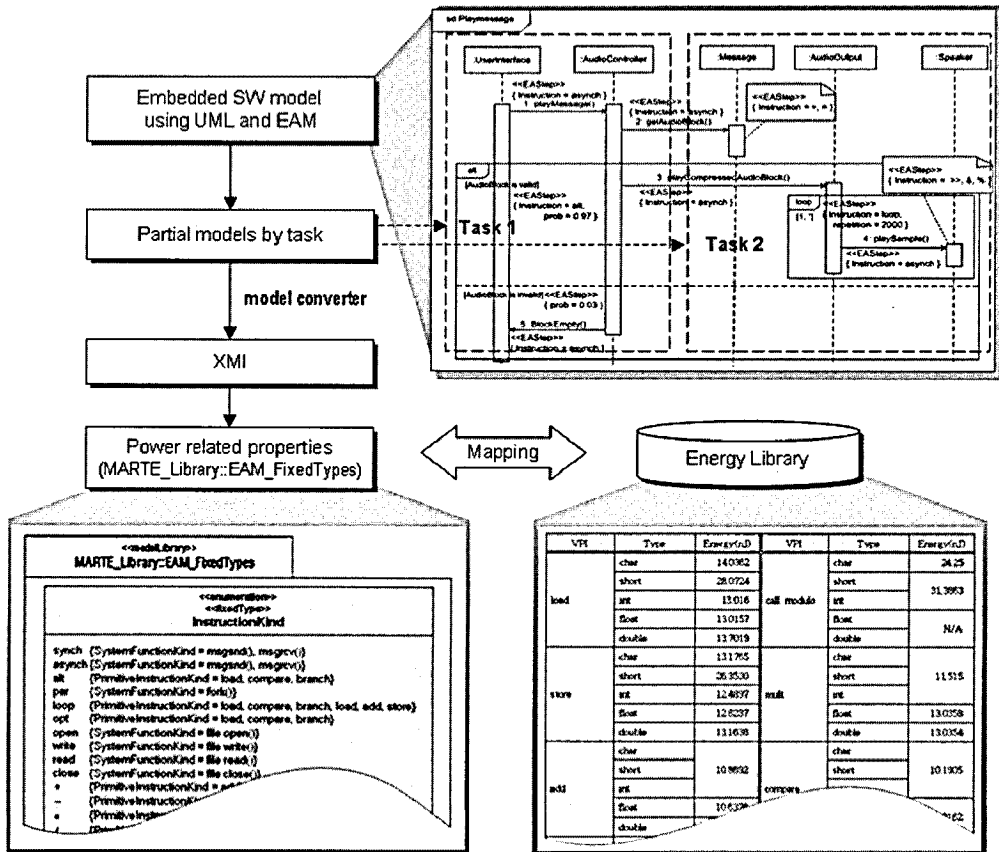 sd Playmessage
:UserInterface
:AudioController
:Message
:AudioOutput
:Speaker
<<EAStep>>
{ Instruction = asynch }
1: playMessage()
<<EAStep>>
{ Instruction = asynch }
2: getAudioBlock()
<<EAStep>>
{ Instruction = +, = }
alt
[AudioBlock is valid]
<<EAStep>>
{ Instruction = alt,
prob = 0.97 }
3: playCompressedAudioBlock()
<<EAStep>>
{ Instruction = asynch }
<<EAStep>>
{ Instruction = >>, &, % }
loop
[1, *]
<<EAStep>>
{ Instruction = loop,
repetition = 2000 }
4: playSample()
<<EAStep>>
{ Instruction = asynch }
Task 1
Task 2
[AudioBlock is invalid]
<<EAStep>>
{ prob = 0.03 }
5: BlockEmpty()
<<EAStep>>
{ Instruction = asynch }
Embedded SW model
using UML and EAM
Partial models by task
model converter
XMI
Power related properties
(MARTE_Library::EAM_FixedTypes)
Mapping
Energy Library
<<modelLibrary>>
MARTE_Library::EAM_FixedTypes
<<enumeration>>
<<fixedType>>
InstructionKind
synch {SystemFunctionKind = msgsnd(), msgrcv()}
asynch {SystemFunctionKind = msgsnd(), msgrcv()}
alt {PrimitiveInstructionKind = load, compare, branch}
par {SystemFunctionKind = fork()}
loop {PrimitiveInstructionKind = load, compare, branch, load, add, store}
opt {PrimitiveInstructionKind = load, compare, branch}
open {SystemFunctionKind = file open()}
write {SystemFunctionKind = file write()}
read {SystemFunctionKind = file read()}
close {SystemFunctionKind = file close()}
+ {PrimitiveInstructionKind =
− {PrimitiveInstructionKin
{PrimitiveInstruc
VPI Type Energy(nJ) VPI Type Energy(nJ)
load
char 14.0362
short 28.0724
int 13.016
float 13.0157
double 13.7019
call modulo
char 24.25
short
int
31.3863
float
double
N/A
store
char 13.1765
short 26.3530
int 12.4897
float 12.6237
double 13.1638
mult
char
short
int
11.515
float 13.0358
double 13.0354
add
char
short
int
10.9692
float
double
compare
char
short
10.1905